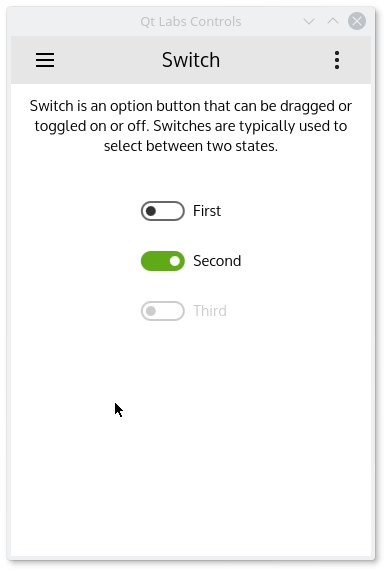 Qt Labs Controls
Switch
Switch is an option button that can be dragged or
toggled on or off. Switches are typically used to
select between two states.
First
Second
Third